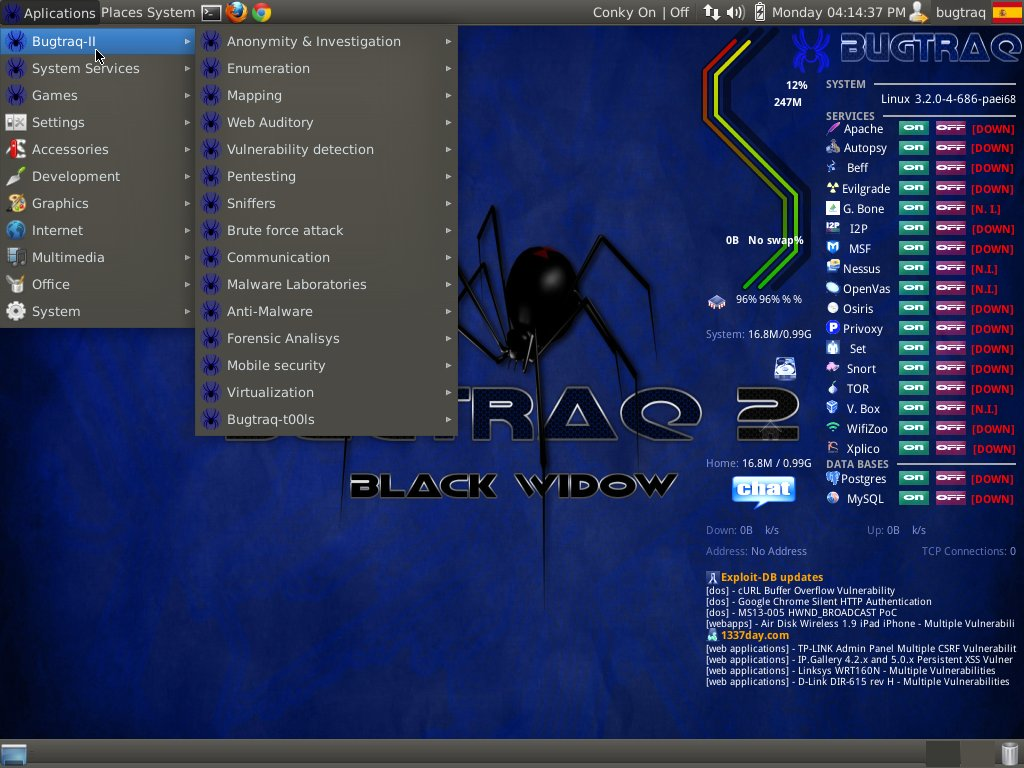 Aplications Places System Conky On | Off Monday 04:14:37 PM bugtraq
Bugtraq-II
System Services
Games
Settings
Accessories
Development
Graphics
Internet
Multimedia
Office
System
Anonymity & Investigation
Enumeration
Mapping
Web Auditory
Vulnerability detection
Pentesting
Sniffers
Brute force attack
Communication
Malware Laboratories
Anti-Malware
Forensic Analisys
Mobile security
Virtualization
Bugtraq-t00ls
TRAQ 2
BLACK WIDOW
12%
247M
0B No swap%
96% 96% % %
System: 16.8M/0.99G
Home: 16.8M / 0.99G
chat
BUGTRAQ
SYSTEM
Linux 3.2.0-4-686-paei68
SERVICES
Apache ON OFF [DOWN]
Autopsy ON OFF [DOWN]
Beff ON OFF [DOWN]
Evilgrade ON OFF [DOWN]
G. Bone ON OFF [N. I.]
I2P I2P ON OFF [DOWN]
MSF ON OFF [DOWN]
Nessus ON OFF [N.I.]
OpenVas ON OFF [N.I.]
Osiris ON OFF [DOWN]
Privoxy ON OFF [DOWN]
Set ON OFF [DOWN]
Snort ON OFF [DOWN]
TOR ON OFF [DOWN]
V. Box ON OFF [N.I.]
WifiZoo ON OFF [DOWN]
Xplico ON OFF [DOWN]
DATA BASES
Postgres ON OFF [DOWN]
MySQL ON OFF [DOWN]
Down: 0B k/s Up: 0B k/s
Address: No Address TCP Connections: 0
Exploit-DB updates
[dos] - cURL Buffer Overflow Vulnerability
[dos] - Google Chrome Silent HTTP Authentication
[dos] - MS13-005 HWND_BROADCAST PoC
[webapps] - Air Disk Wireless 1.9 iPad iPhone - Multiple Vulnerabili
1337day.com
[web applications] - TP-LINK Admin Panel Multiple CSRF Vulnerabilit
[web applications] - IP.Gallery 4.2.x and 5.0.x Persistent XSS Vulner
[web applications] - Linksys WRT160N - Multiple Vulnerabilities
[web applications] - D-Link DIR-615 rev H - Multiple Vulnerabilities